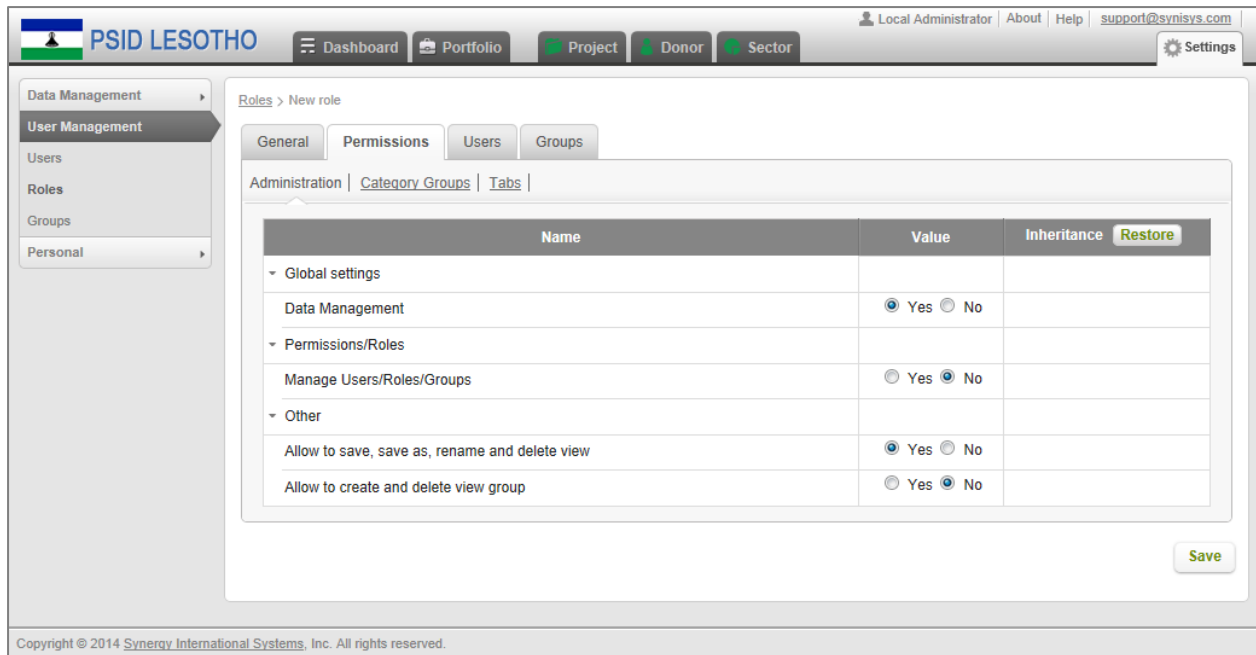 Local Administrator | About | Help | support@synisys.com
PSID LESOTHO
Dashboard Portfolio Project Donor Sector Settings
Data Management
User Management
Users
Roles
Groups
Personal
Roles > New role
General Permissions Users Groups
Administration | Category Groups | Tabs |
Name Value Inheritance Restore
Global settings
Data Management Yes No
Permissions/Roles
Manage Users/Roles/Groups Yes No
Other
Allow to save, save as, rename and delete view Yes No
Allow to create and delete view group Yes No
Save
Copyright © 2014 Synergy International Systems, Inc. All rights reserved.